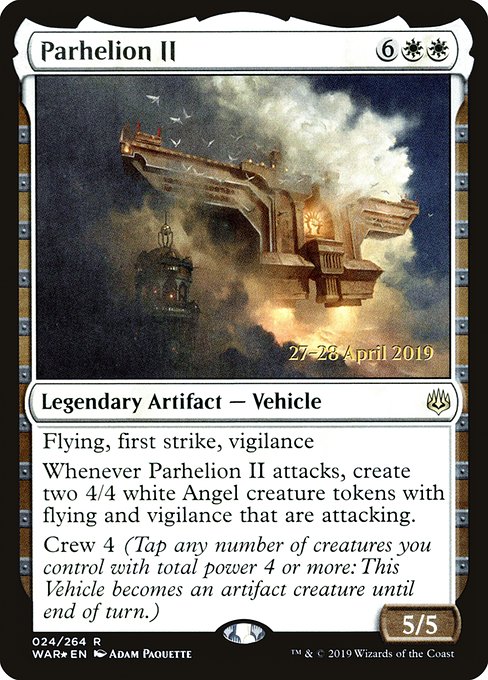 Parhelion II 6
27-28 April 2019
Legendary Artifact — Vehicle
Flying, first strike, vigilance
Whenever Parhelion II attacks, create
two 4/4 white Angel creature tokens with
flying and vigilance that are attacking.
Crew 4 (Tap any number of creatures you
control with total power 4 or more: This
Vehicle becomes an artifact creature until
end of turn.)
5/5
024/264 R
WAR★EN Adam Paquette
™ & © 2019 Wizards of the Coast